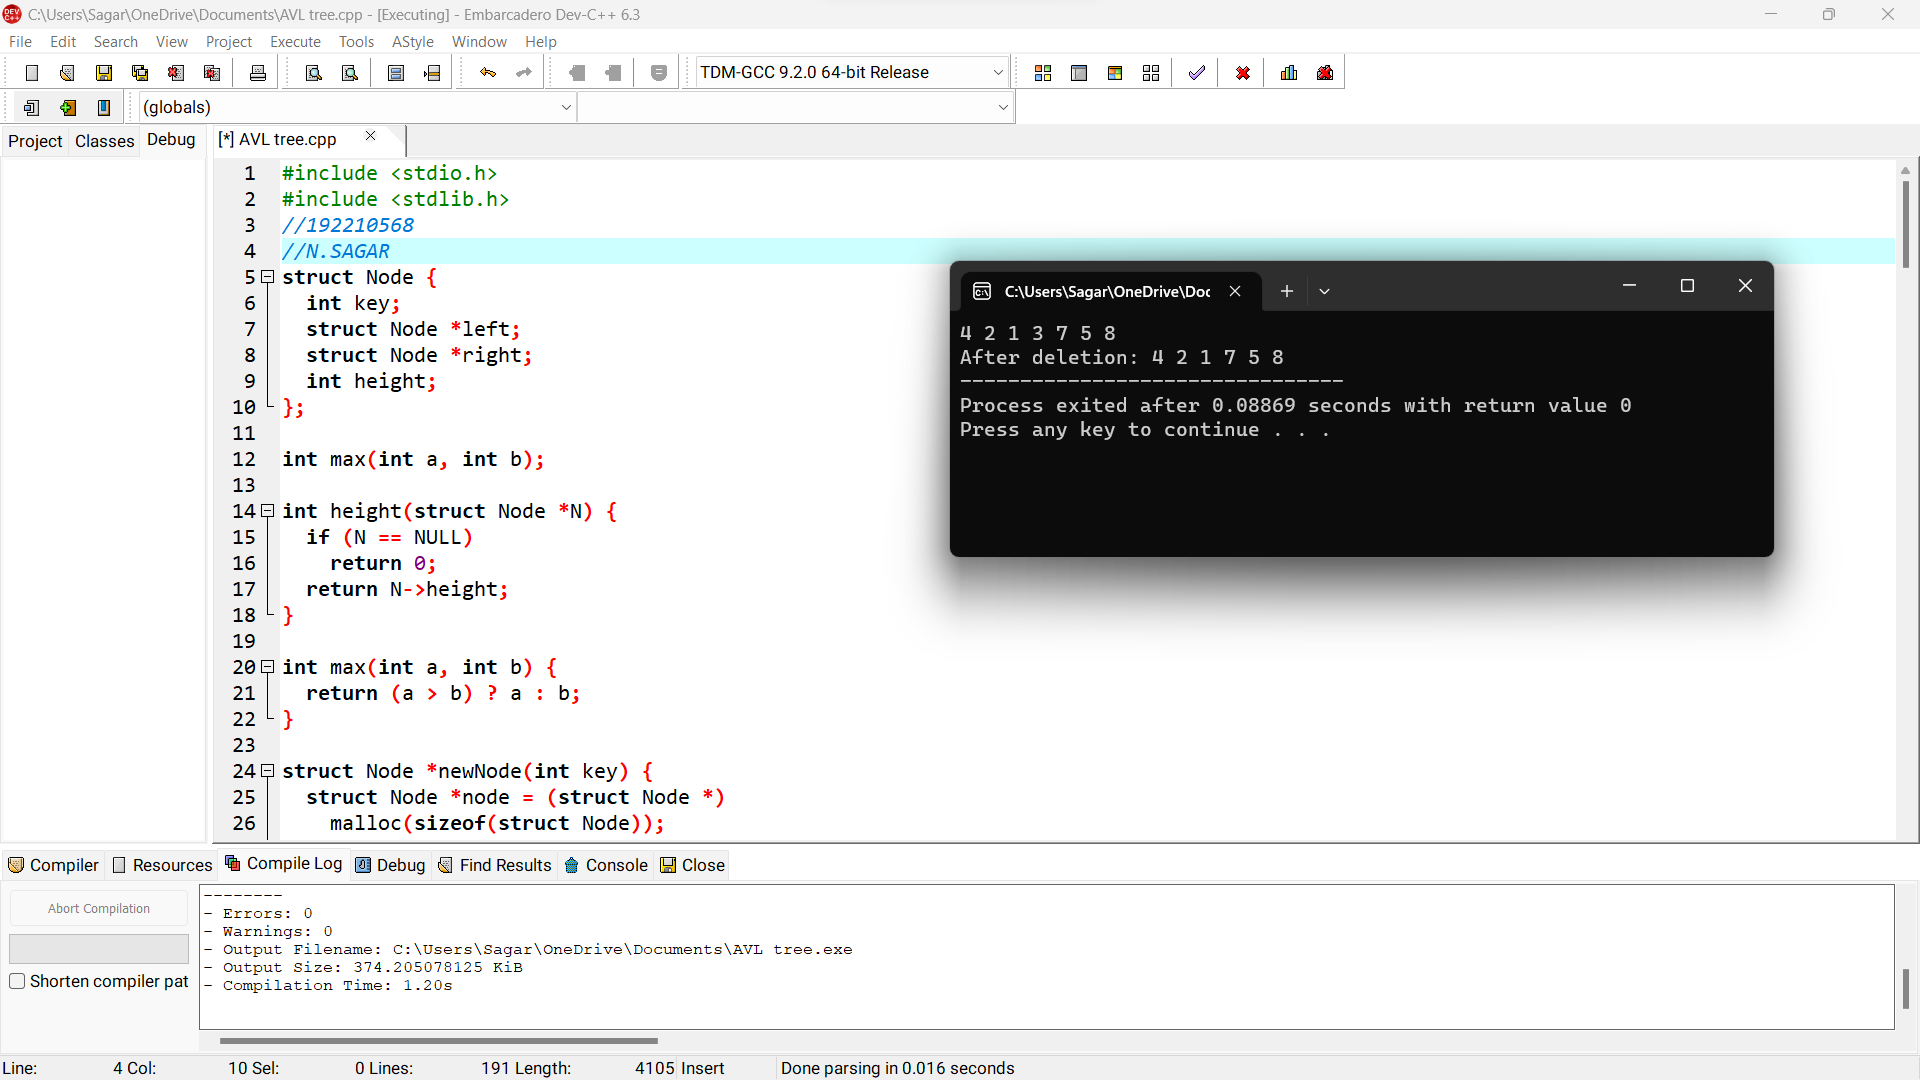 C:\Users\Sagar\OneDrive\Documents\AVL tree.cpp - [Executing] - Embarcadero Dev-C++ 6.3
File Edit Search View Project Execute Tools AStyle Window Help
TDM-GCC 9.2.0 64-bit Release
(globals)
Project Classes Debug [*] AVL tree.cpp
1 #include <stdio.h>
2 #include <stdlib.h>
3 //192210568
4 //N.SAGAR
5 struct Node {
6 int key;
7 struct Node *left;
8 struct Node *right;
9 int height;
10 };
11
12 int max(int a, int b);
13
14 int height(struct Node *N) {
15 if (N == NULL)
16 return 0;
17 return N->height;
18 }
19
20 int max(int a, int b) {
21 return (a > b) ? a : b;
22 }
23
24 struct Node *newNode(int key) {
25 struct Node *node = (struct Node *)
26 malloc(sizeof(struct Node));
C:\Users\Sagar\OneDrive\Doc
4 2 1 3 7 5 8
After deletion: 4 2 1 7 5 8
--------------------------------
Process exited after 0.08869 seconds with return value 0
Press any key to continue . . .
Compiler Resources Compile Log Debug Find Results Console Close
Abort Compilation
Shorten compiler pat
--------
- Errors: 0
- Warnings: 0
- Output Filename: C:\Users\Sagar\OneDrive\Documents\AVL tree.exe
- Output Size: 374.205078125 KiB
- Compilation Time: 1.20s
Line: 4 Col: 10 Sel: 0 Lines: 191 Length: 4105 Insert Done parsing in 0.016 seconds